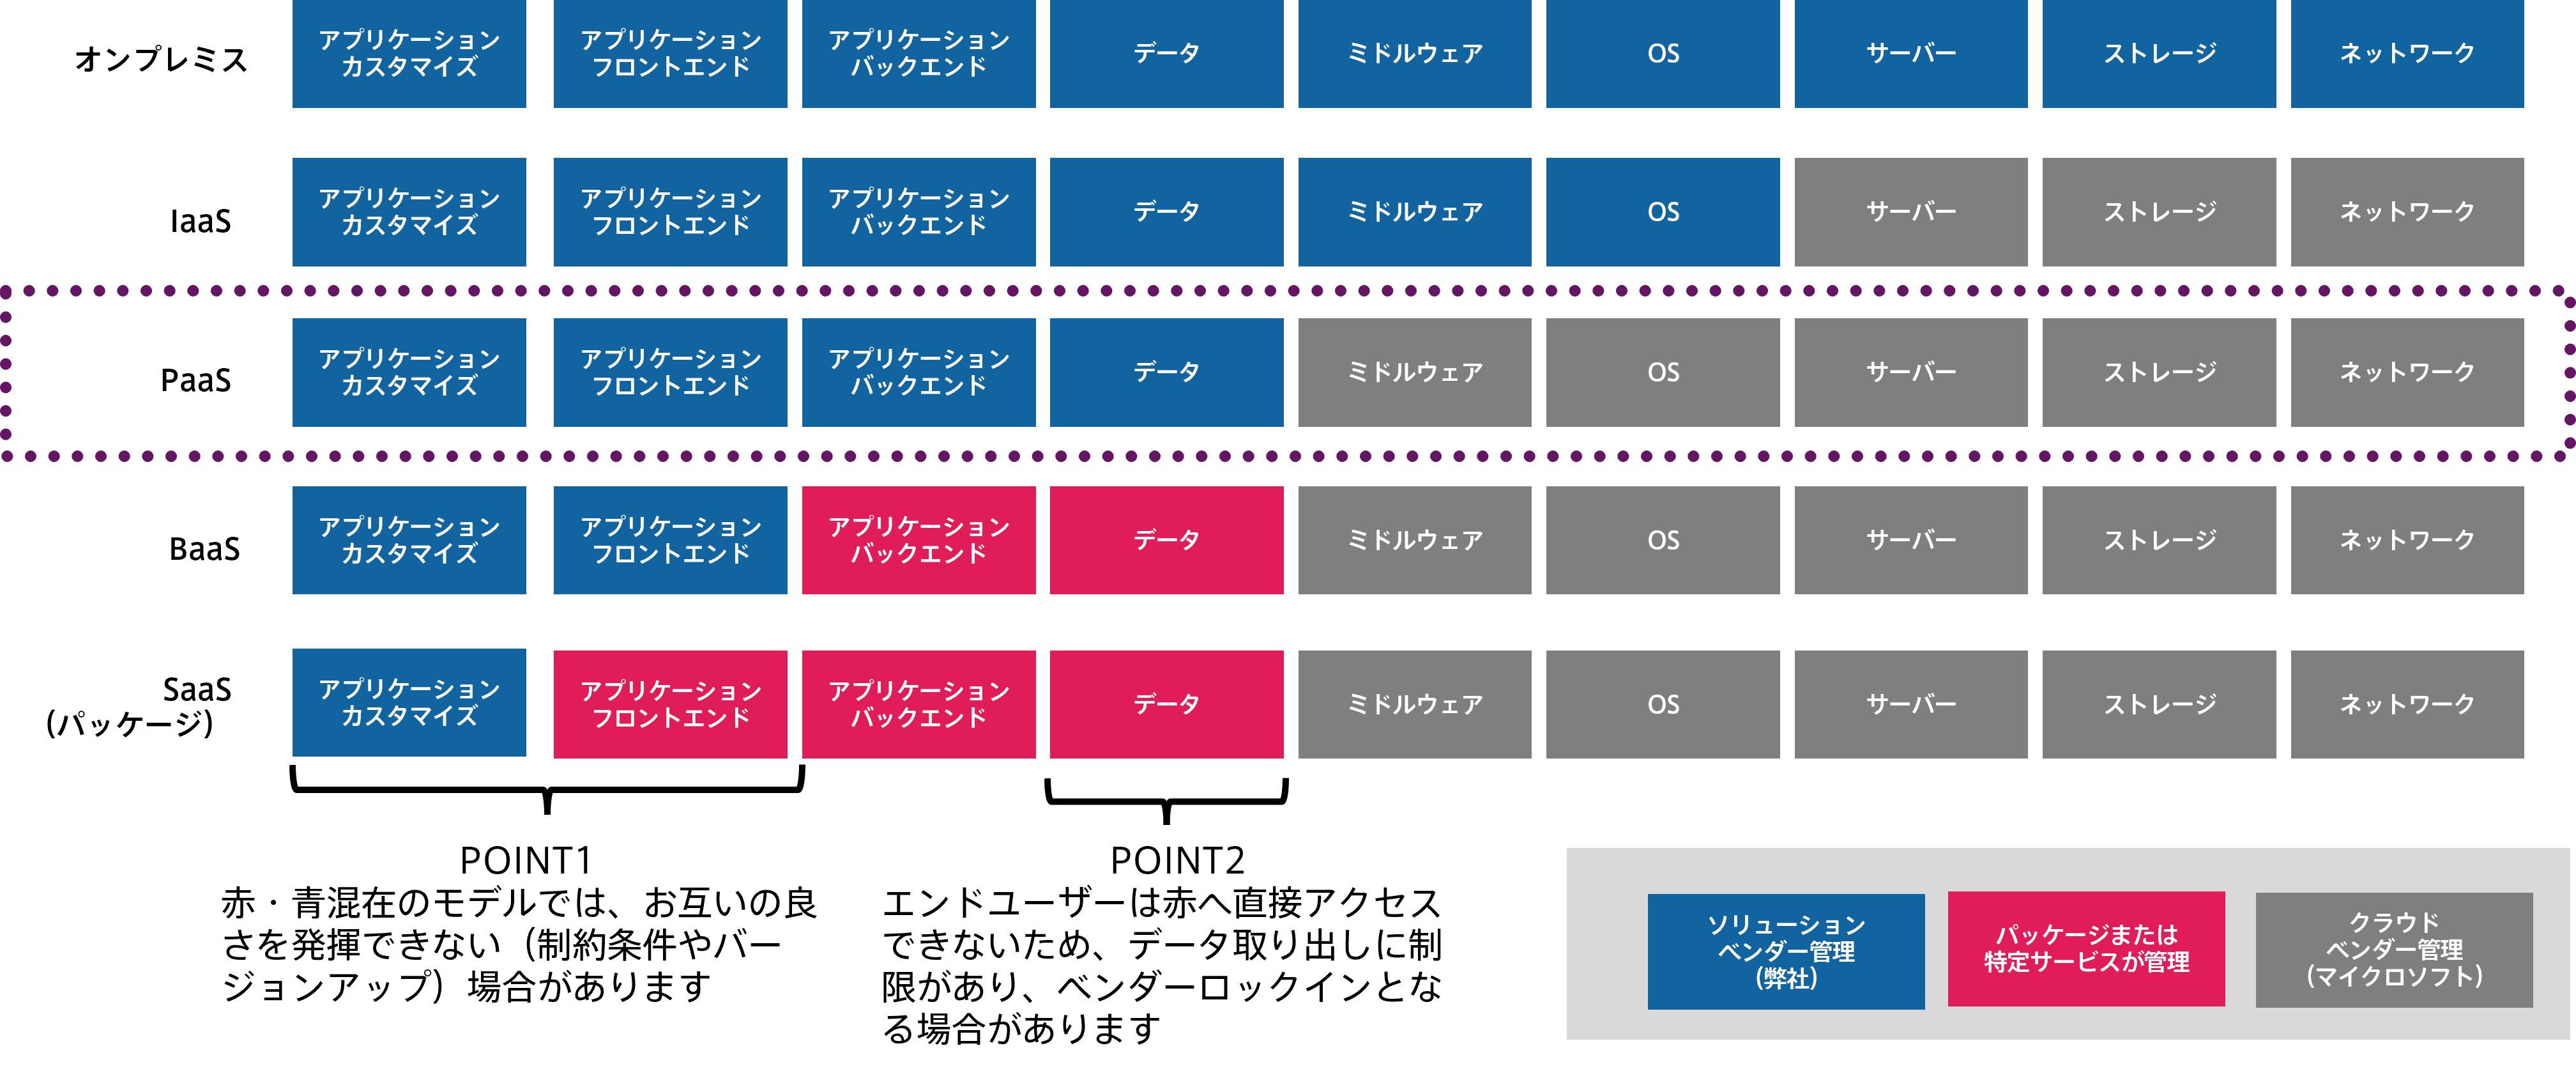 オンプレミス
アプリケーション
カスタマイズ
アプリケーション
フロントエンド
アプリケーション
バックエンド
データ
ミドルウェア
OS
サーバー
ストレージ
ネットワーク
IaaS
アプリケーション
カスタマイズ
アプリケーション
フロントエンド
アプリケーション
バックエンド
データ
ミドルウェア
OS
サーバー
ストレージ
ネットワーク
PaaS
アプリケーション
カスタマイズ
アプリケーション
フロントエンド
アプリケーション
バックエンド
データ
ミドルウェア
OS
サーバー
ストレージ
ネットワーク
BaaS
アプリケーション
カスタマイズ
アプリケーション
フロントエンド
アプリケーション
バックエンド
データ
ミドルウェア
OS
サーバー
ストレージ
ネットワーク
SaaS
(パッケージ)
アプリケーション
カスタマイズ
アプリケーション
フロントエンド
アプリケーション
バックエンド
データ
ミドルウェア
OS
サーバー
ストレージ
ネットワーク
POINT1
赤・青混在のモデルでは、お互いの良
さを発揮できない（制約条件やバー
ジョンアップ）場合があります
POINT2
エンドユーザーは赤へ直接アクセス
できないため、データ取り出しに制
限があり、ベンダーロックインとな
る場合があります
ソリューション
ベンダー管理
(弊社)
パッケージまたは
特定サービスが管理
クラウド
ベンダー管理
(マイクロソフト)